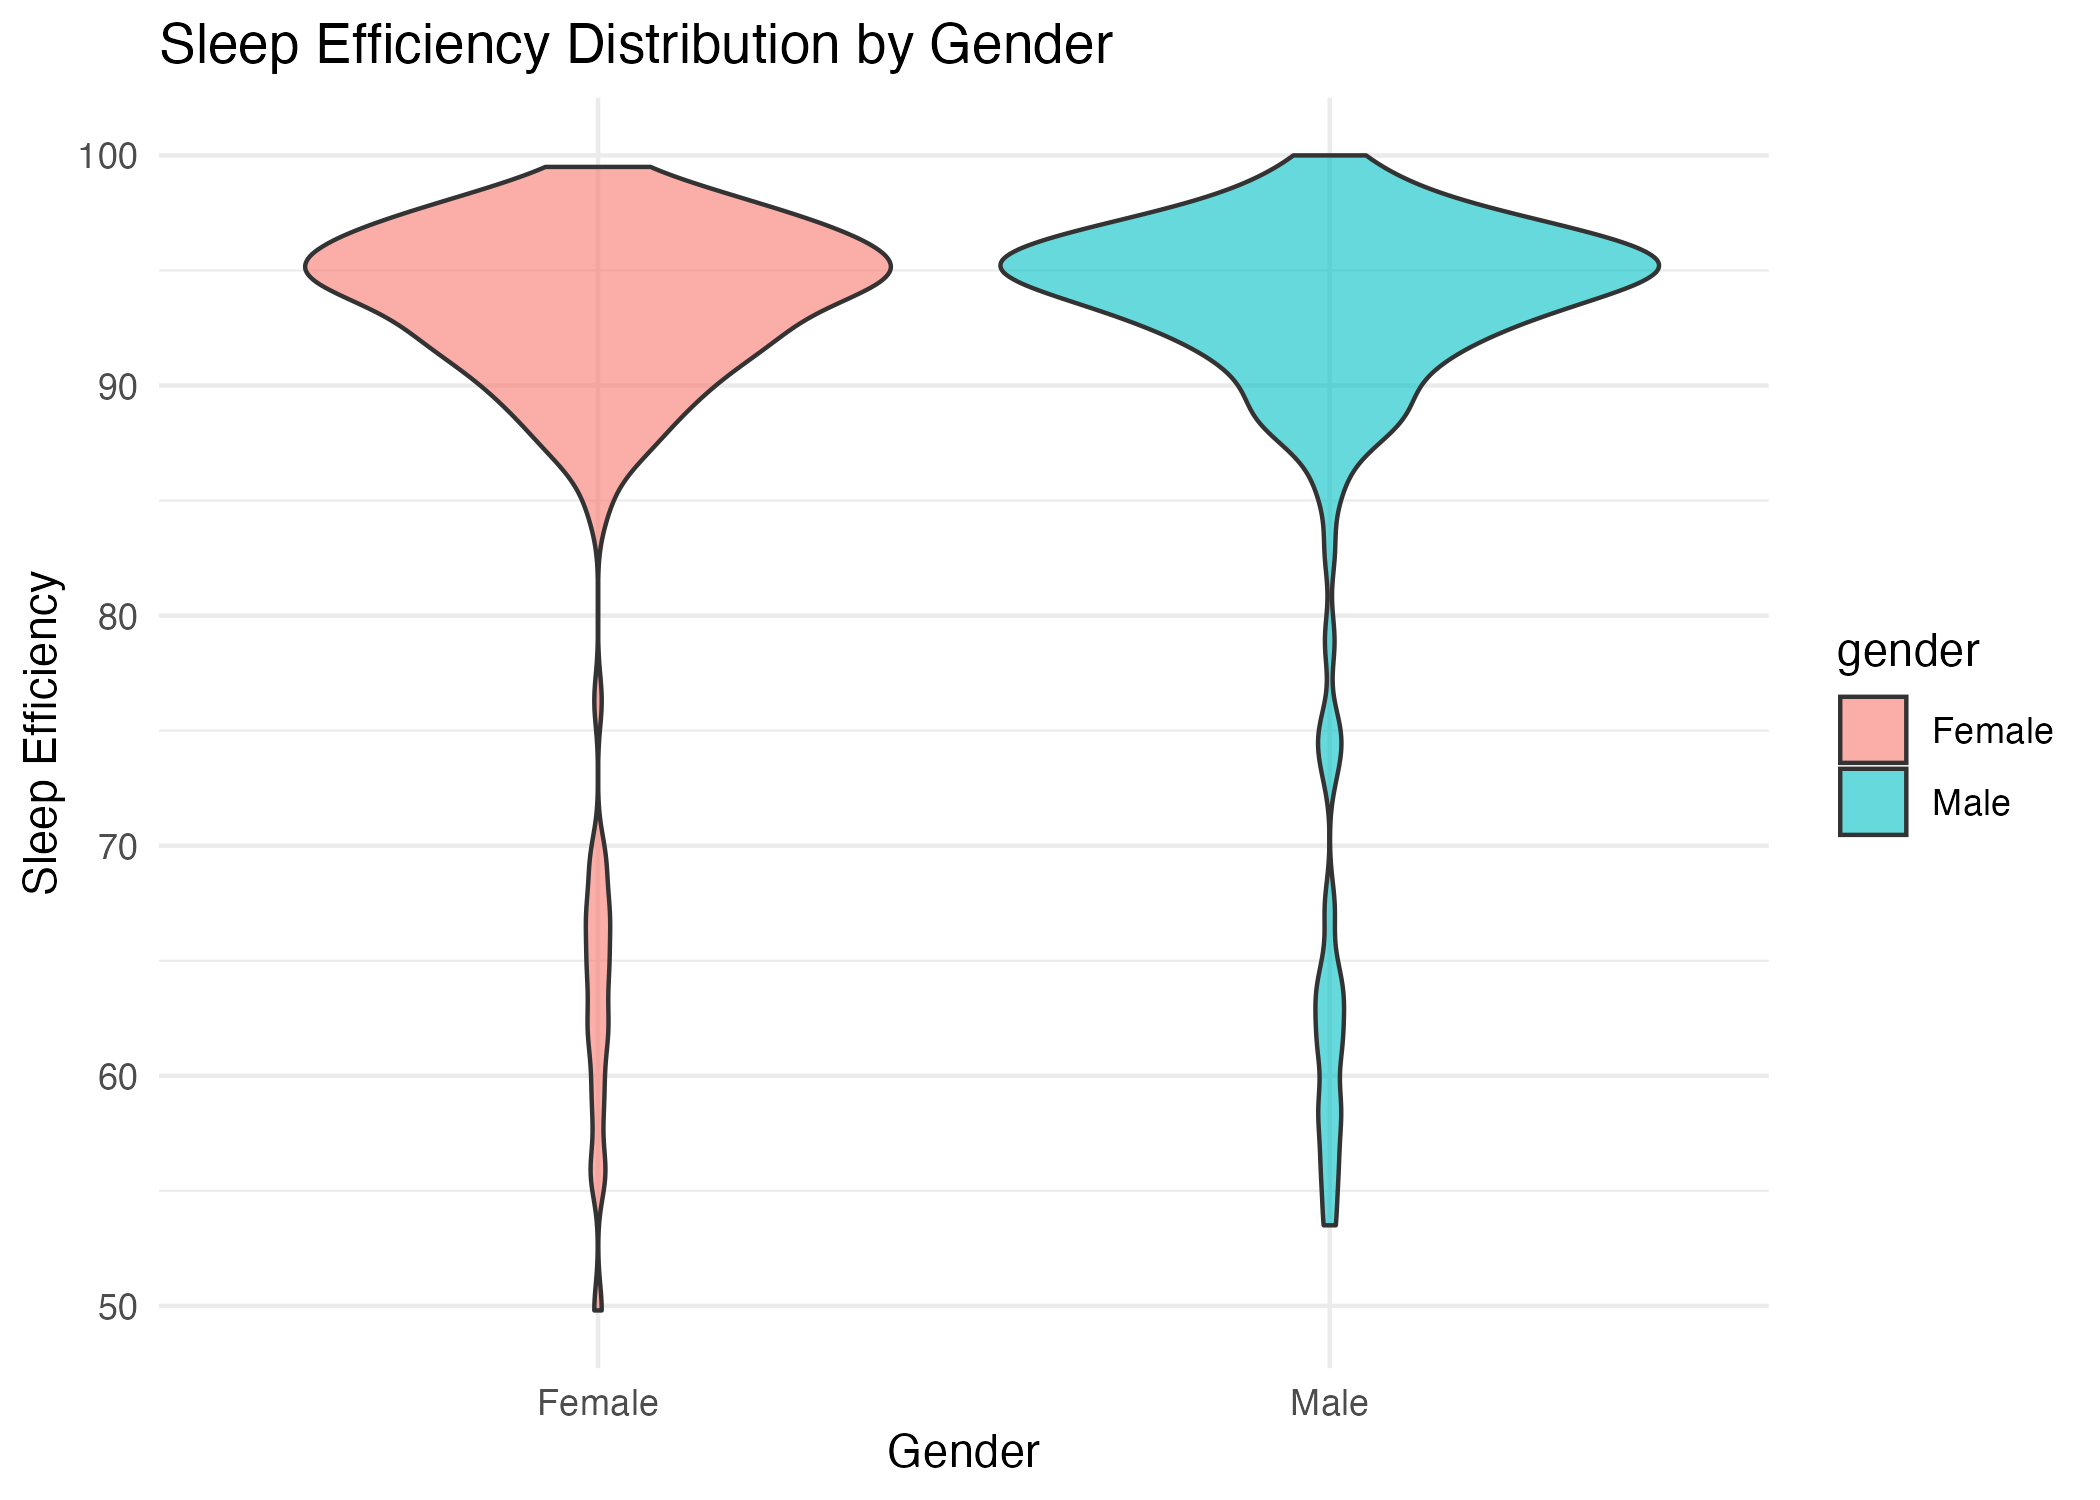 Sleep Efficiency Distribution by Gender
100
90
80
70
60
50
Sleep Efficiency
Female
Male
Gender
gender
Female
Male